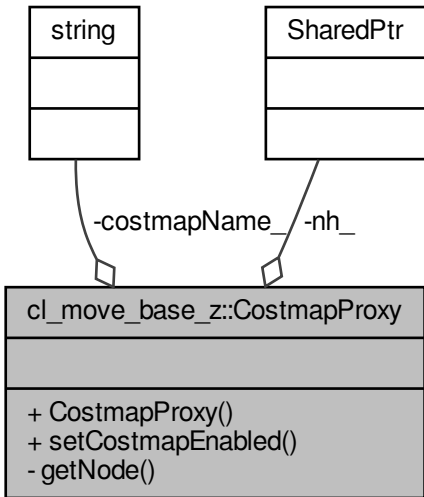 string
SharedPtr
-costmapName_
-nh_
cl_move_base_z::CostmapProxy
+ CostmapProxy()
+ setCostmapEnabled()
- getNode()